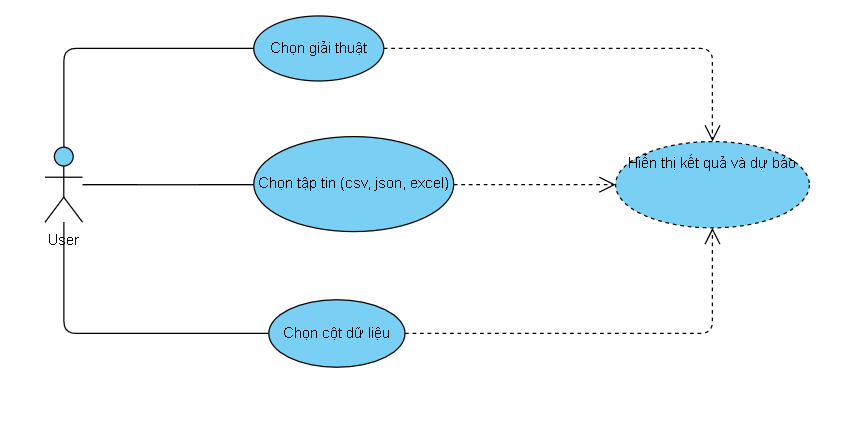 Chọn giải thuật
Hiển thị kết quả và dự báo
Chọn tập tin (csv, json, excel)
User
Chọn cột dữ liệu